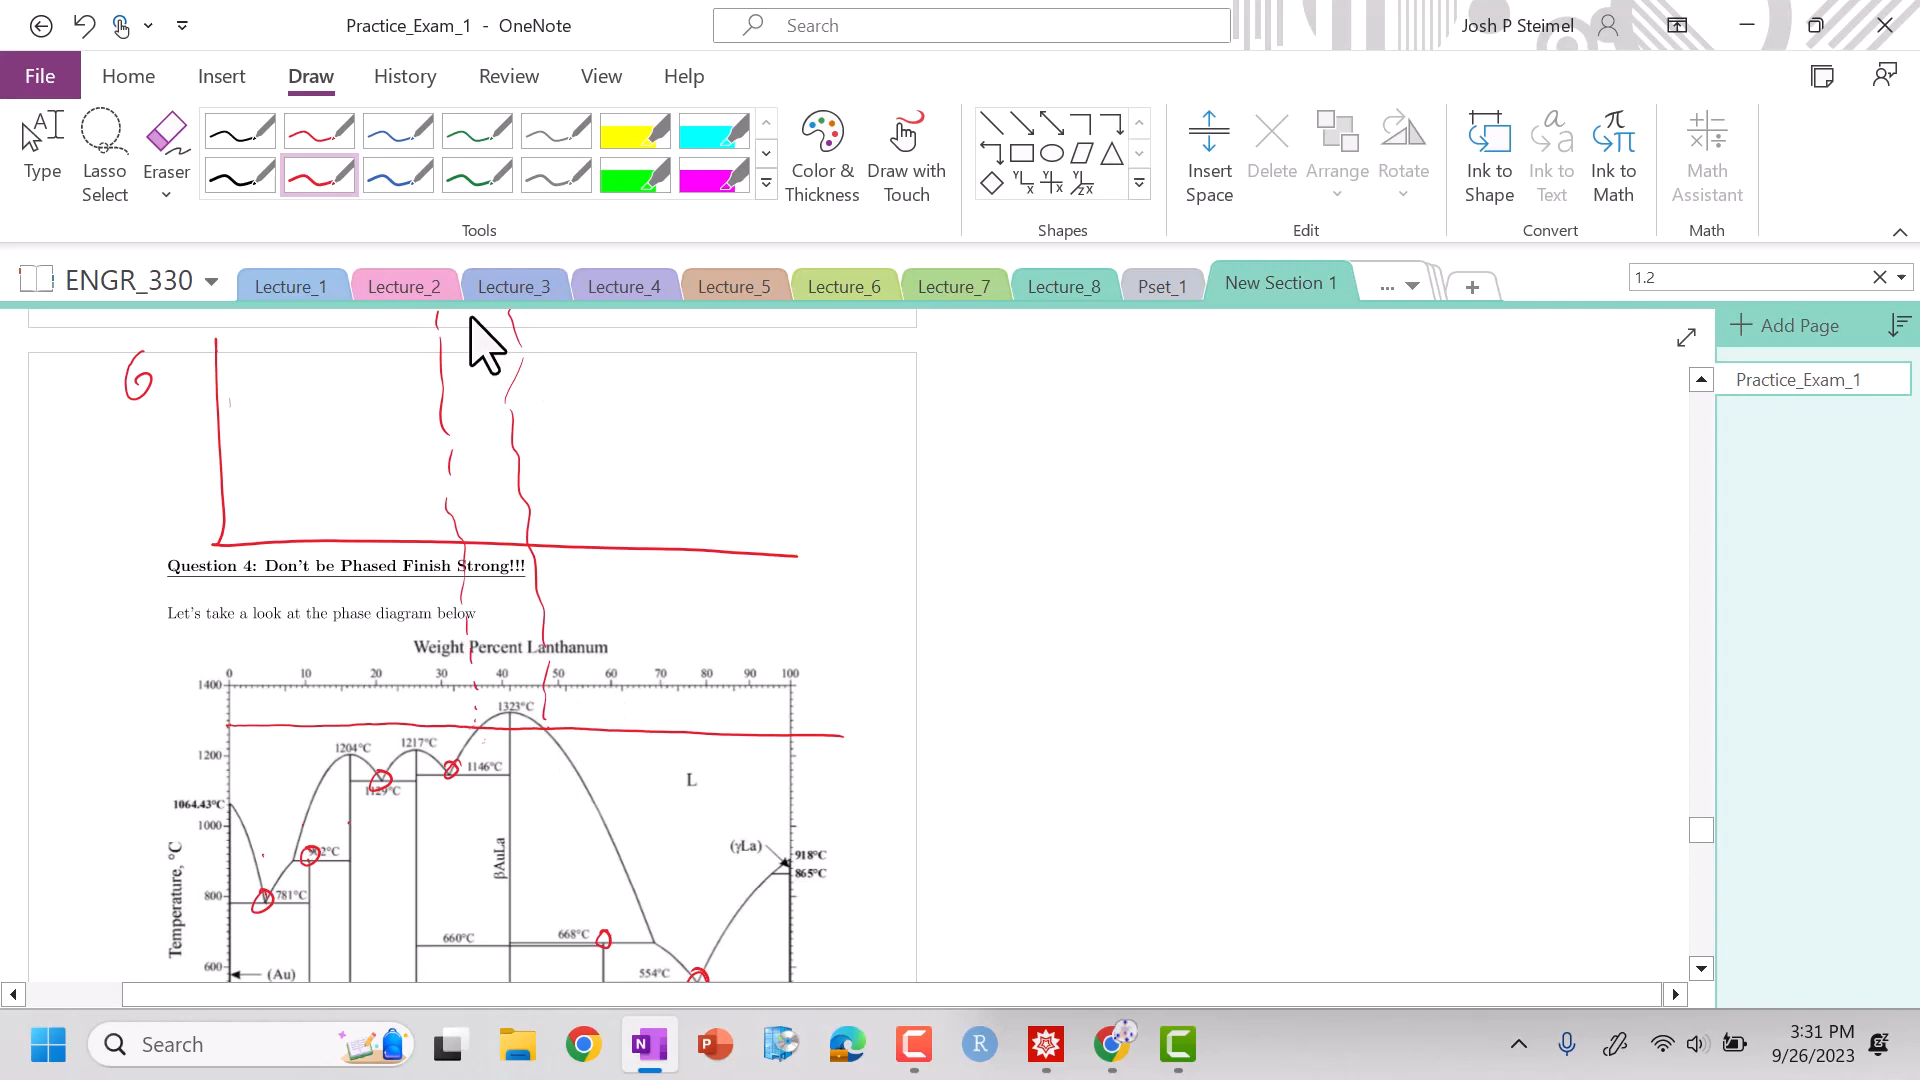 Practice_Exam_1 - OneNote
Search
Josh P Steimel
File
Home
Insert
Draw
History
Review
View
Help
Type
Lasso Select
Eraser
Color & Thickness
Draw with Touch
Tools
Shapes
Insert Space
Delete
Arrange
Rotate
Edit
Ink to Shape
Ink to Text
Ink to Math
Convert
Math Assistant
Math
ENGR_330
Lecture_1
Lecture_2
Lecture_3
Lecture_4
Lecture_5
Lecture_6
Lecture_7
Lecture_8
Pset_1
New Section 1
...
1.2
Add Page
Practice_Exam_1
G
Question 4: Don't be Phased Finish Strong!!!
Let's take a look at the phase diagram below
Weight Percent Lanthanum
0 10 20 30 40 50 60 70 80 90 100
1400
1323°C
1204°C
1217°C
1200
1146°C
1129°C
L
1064.43°C
1000
(γLa)
918°C
865°C
βAuLa
Temperature, °C
800
781°C
660°C
668°C
554°C
600
(Au)
Search
3:31 PM
9/26/2023